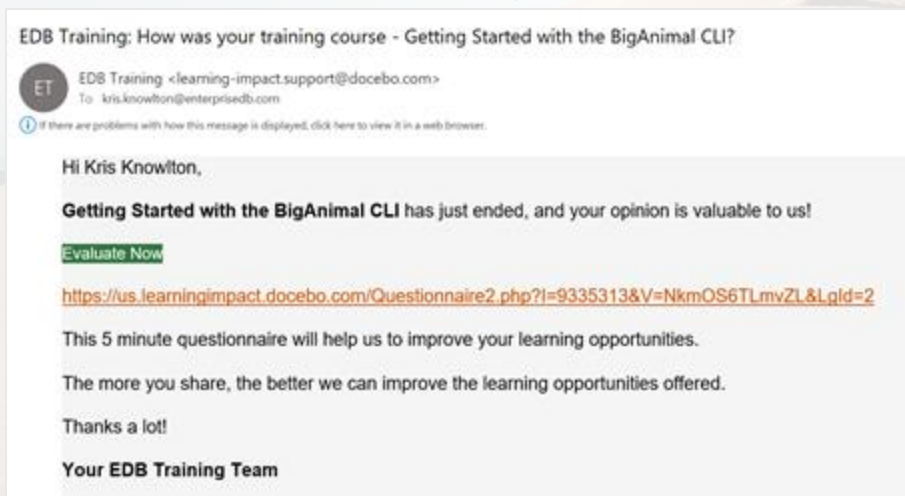 EDB Training: How was your training course - Getting Started with the BigAnimal CLI?
ET
EDB Training <learning-impact.support@docebo.com>
To kris.knowlton@enterprisedb.com
i If there are problems with how this message is displayed, click here to view it in a web browser.
Hi Kris Knowlton,
Getting Started with the BigAnimal CLI has just ended, and your opinion is valuable to us!
Evaluate Now
https://us.learningimpact.docebo.com/Questionnaire2.php?I=9335313&V=NkmOS6TLmvZL&LgId=2
This 5 minute questionnaire will help us to improve your learning opportunities.
The more you share, the better we can improve the learning opportunities offered.
Thanks a lot!
Your EDB Training Team